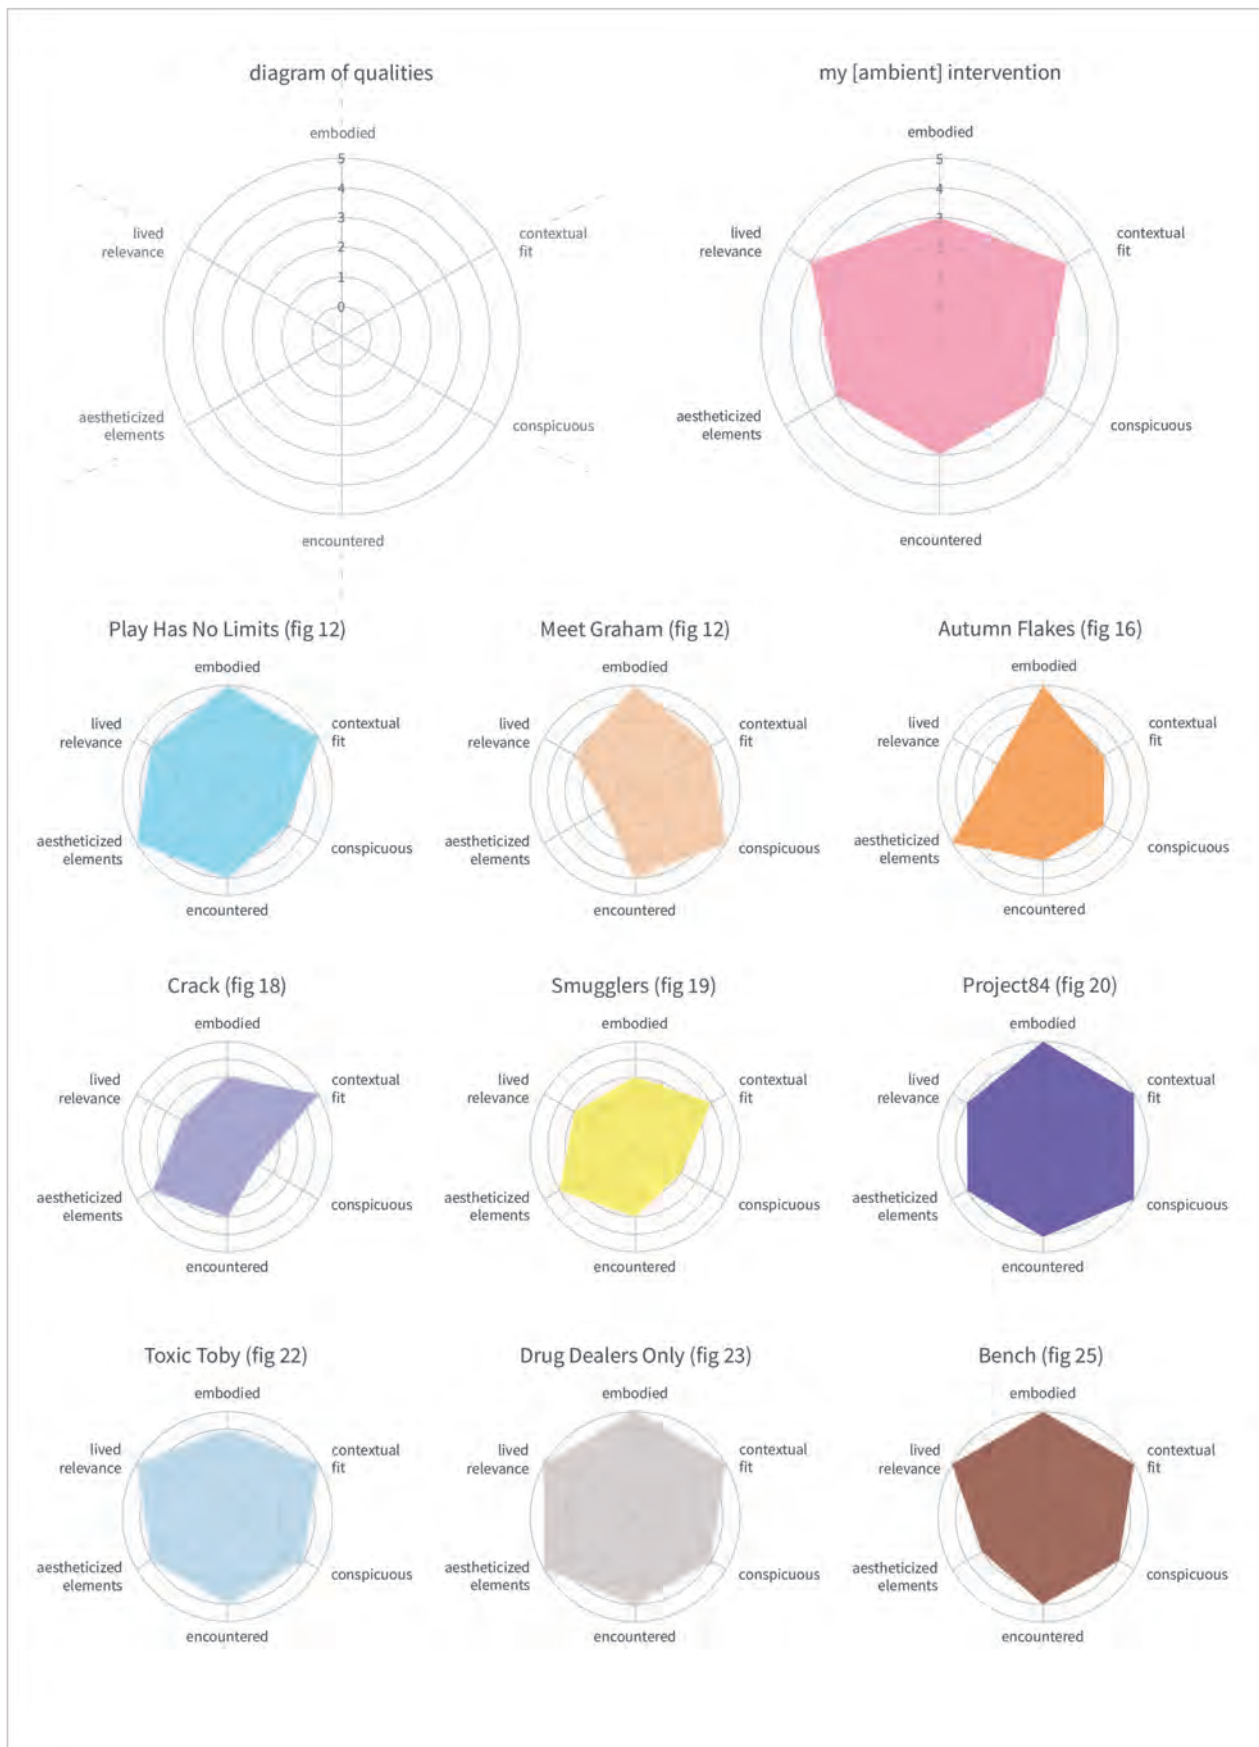 diagram of qualities
embodied
5
4
3
2
1
0
lived
relevance
contextual
fit
aestheticized
elements
conspicuous
encountered
my [ambient] intervention
embodied
5
4
3
lived
relevance
contextual
fit
aestheticized
elements
conspicuous
encountered
Play Has No Limits (fig 12)
embodied
lived
relevance
contextual
fit
aestheticized
elements
conspicuous
encountered
Meet Graham (fig 12)
embodied
lived
relevance
contextual
fit
aestheticized
elements
conspicuous
encountered
Autumn Flakes (fig 16)
embodied
lived
relevance
contextual
fit
aestheticized
elements
conspicuous
encountered
Crack (fig 18)
embodied
lived
relevance
contextual
fit
aestheticized
elements
conspicuous
encountered
Smugglers (fig 19)
embodied
lived
relevance
contextual
fit
aestheticized
elements
conspicuous
encountered
Project84 (fig 20)
embodied
lived
relevance
contextual
fit
aestheticized
elements
conspicuous
encountered
Toxic Toby (fig 22)
embodied
lived
relevance
contextual
fit
aestheticized
elements
conspicuous
encountered
Drug Dealers Only (fig 23)
embodied
lived
relevance
contextual
fit
aestheticized
elements
conspicuous
encountered
Bench (fig 25)
embodied
lived
relevance
contextual
fit
aestheticized
elements
conspicuous
encountered